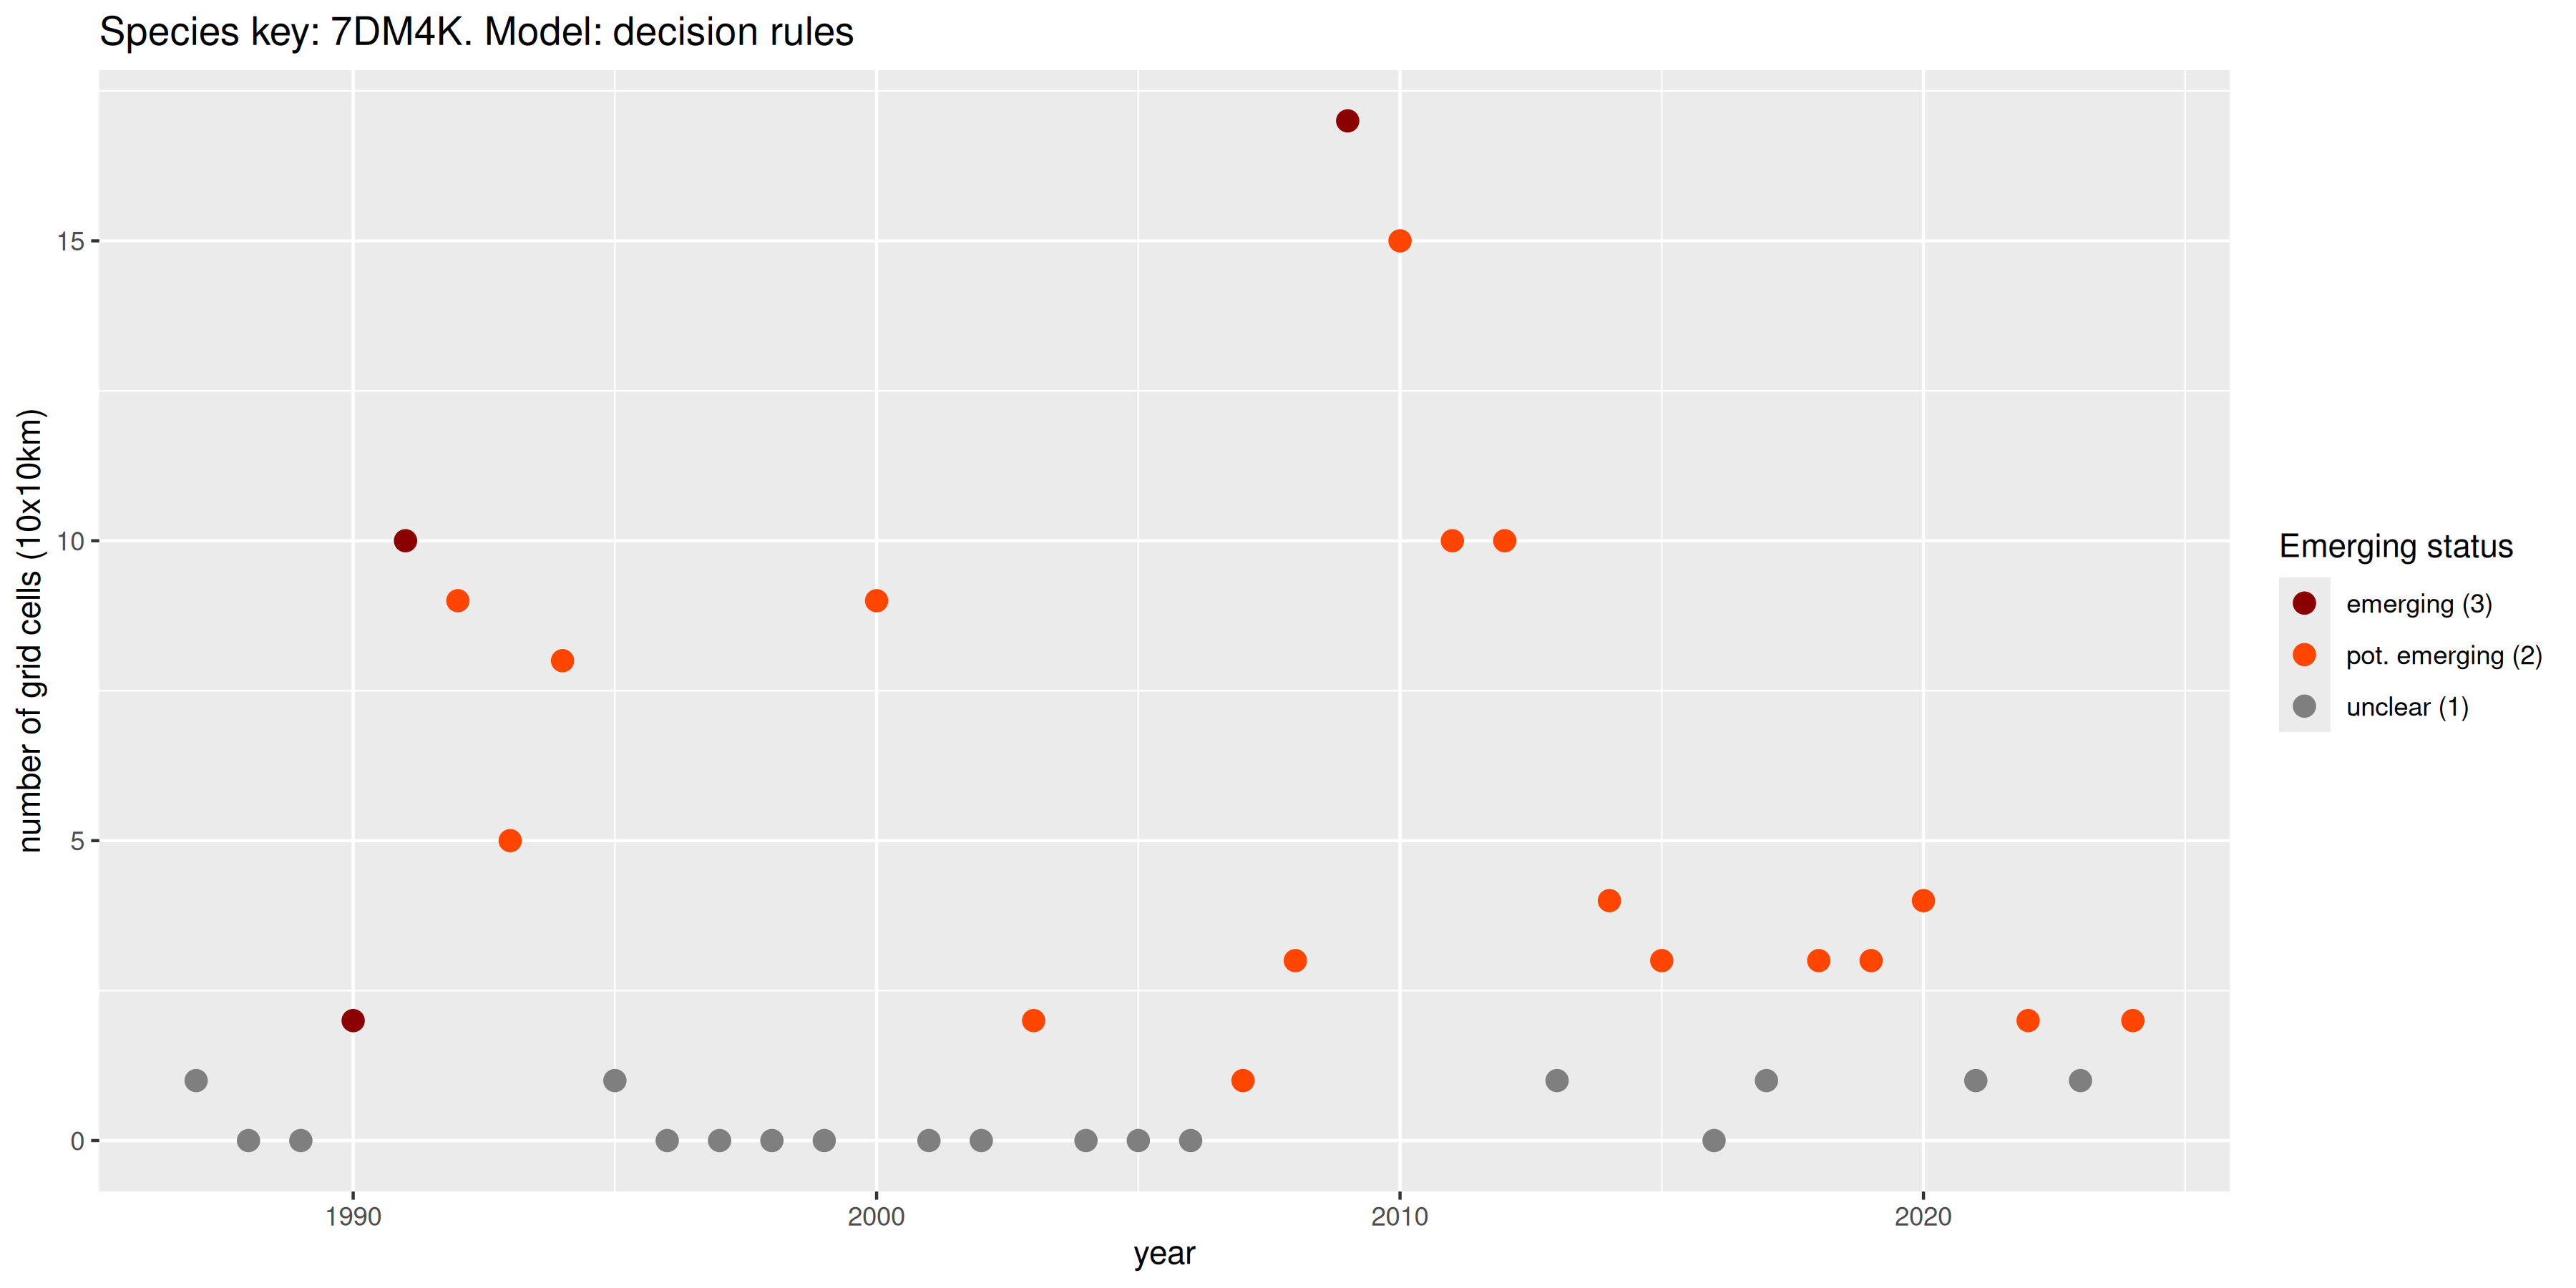 Species key: 7DM4K. Model: decision rules
number of grid cells (10x10km)
15
10
5
0
1990
2000
2010
2020
year
Emerging status
emerging (3)
pot. emerging (2)
unclear (1)